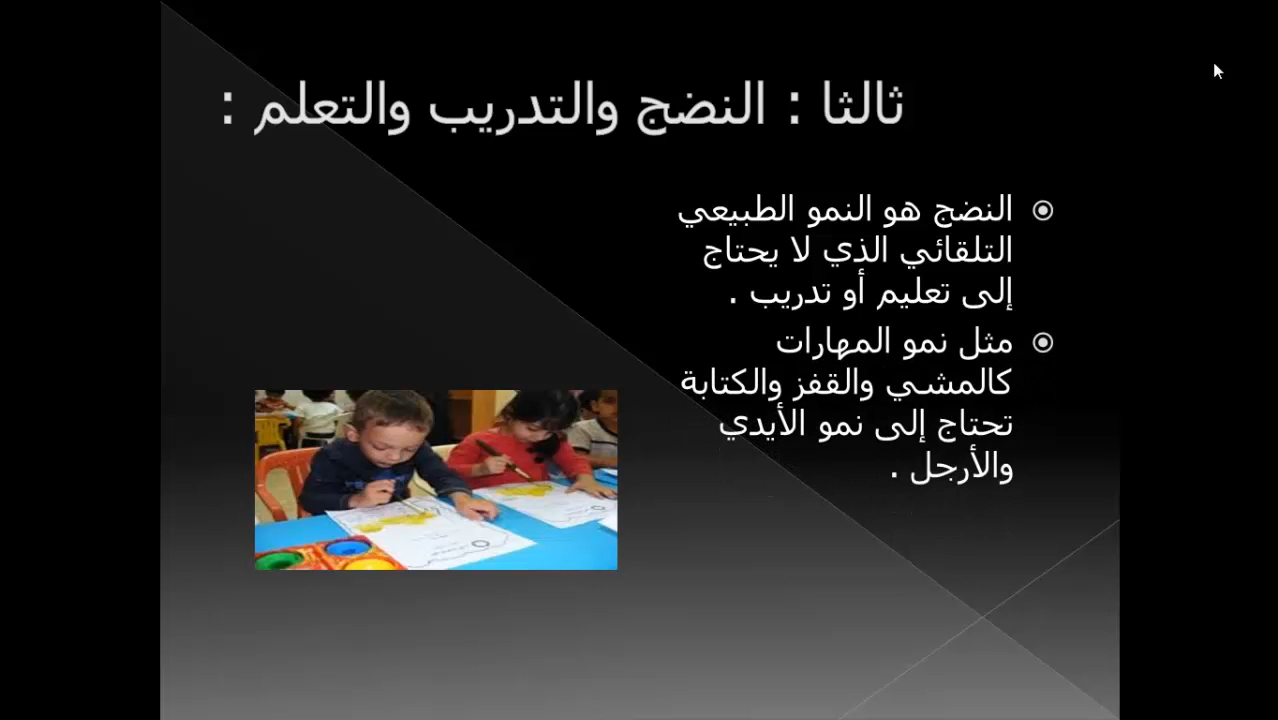 ثالثا : النضج والتدريب والتعلم :
النضج هو النمو الطبيعي
التلقائي الذي لا يحتاج
إلى تعليم أو تدريب .
مثل نمو المهارات
كالمشي والقفز والكتابة
تحتاج إلى نمو الأيدي
والأرجل .